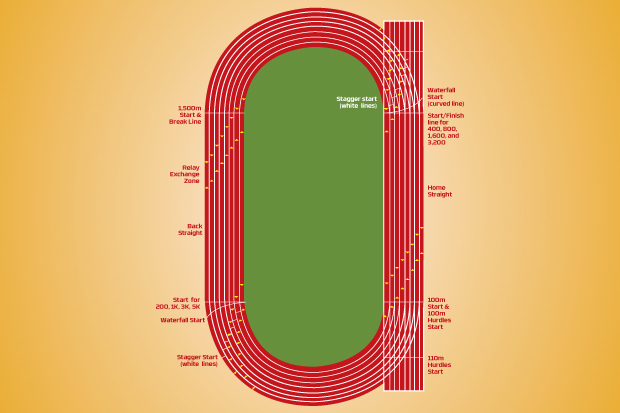 Stagger start
(white lines)
1,500m
Start &
Break Line
Relay
Exchange
Zone
Back
Straight
Start for
200, 1K, 3K, 5K
Waterfall Start
Stagger Start
(white lines)
Waterfall
Start
(curved line)
Start/Finish
line for
400, 800,
1,600, and
3,200
Home
Straight
100m
Start &
100m
Hurdles
Start
110m
Hurdles
Start